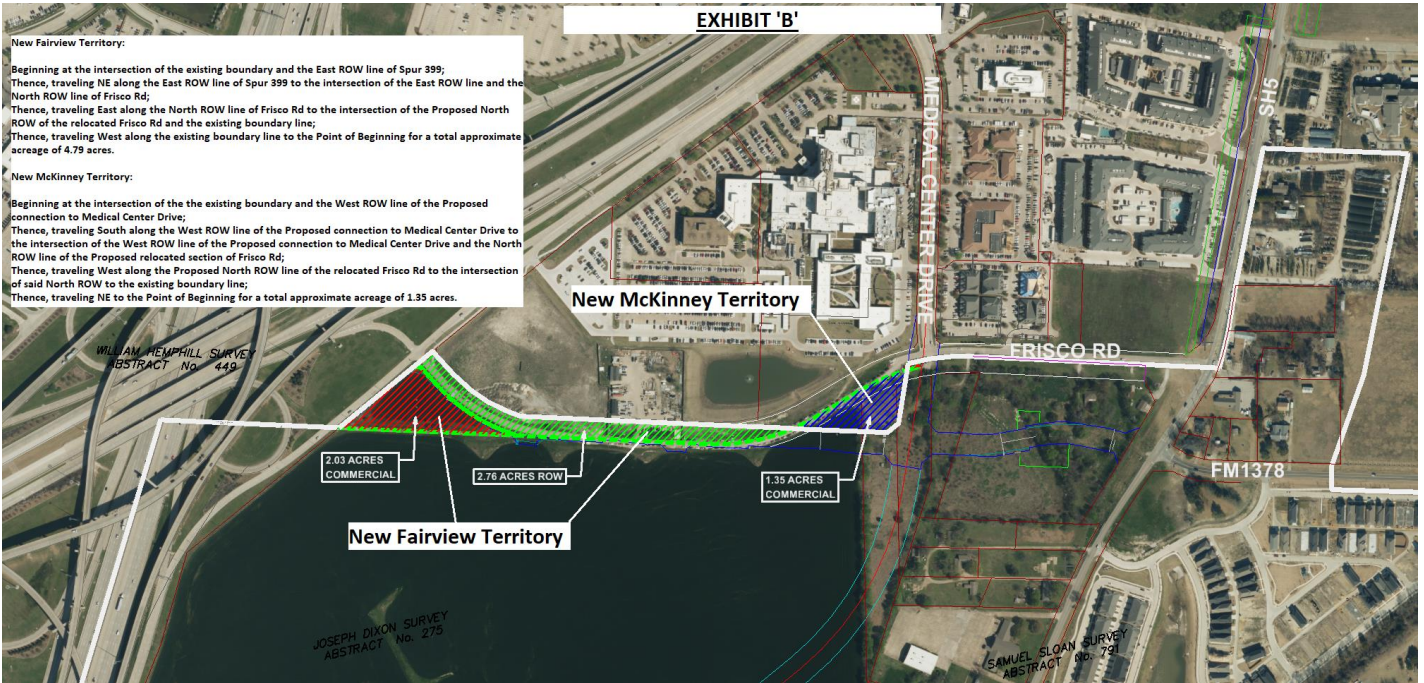 EXHIBIT 'B'
New Fairview Territory:
Beginning at the intersection of the existing boundary and the East ROW line of Spur 399;
Thence, traveling NE along the East ROW line of Spur 399 to the intersection of the East ROW line and the
North ROW line of Frisco Rd;
Thence, traveling East along the North ROW line of Frisco Rd to the intersection of the Proposed North
ROW of the relocated Frisco Rd and the existing boundary line;
Thence, traveling West along the existing boundary line to the Point of Beginning for a total approximate
acreage of 4.79 acres.
New McKinney Territory:
Beginning at the intersection of the the existing boundary and the West ROW line of the Proposed
connection to Medical Center Drive;
Thence, traveling South along the West ROW line of the Proposed connection to Medical Center Drive to
the intersection of the West ROW line of the Proposed connection to Medical Center Drive and the North
ROW line of the Proposed relocated section of Frisco Rd;
Thence, traveling West along the Proposed North ROW line of the relocated Frisco Rd to the intersection
of said North ROW to the existing boundary line;
Thence, traveling NE to the Point of Beginning for a total approximate acreage of 1.35 acres.
MEDICAL CENTER DRIVE
SH5
New McKinney Territory
WILLIAM HEMPHILL SURVEY
ABSTRACT No. 449
FRISCO RD
2.03 ACRES
COMMERCIAL
2.76 ACRES ROW
1.35 ACRES
COMMERCIAL
FM1378
New Fairview Territory
JOSEPH DIXON SURVEY
ABSTRACT No. 275
SAMUEL SLOAN SURVEY
ABSTRACT No. 791